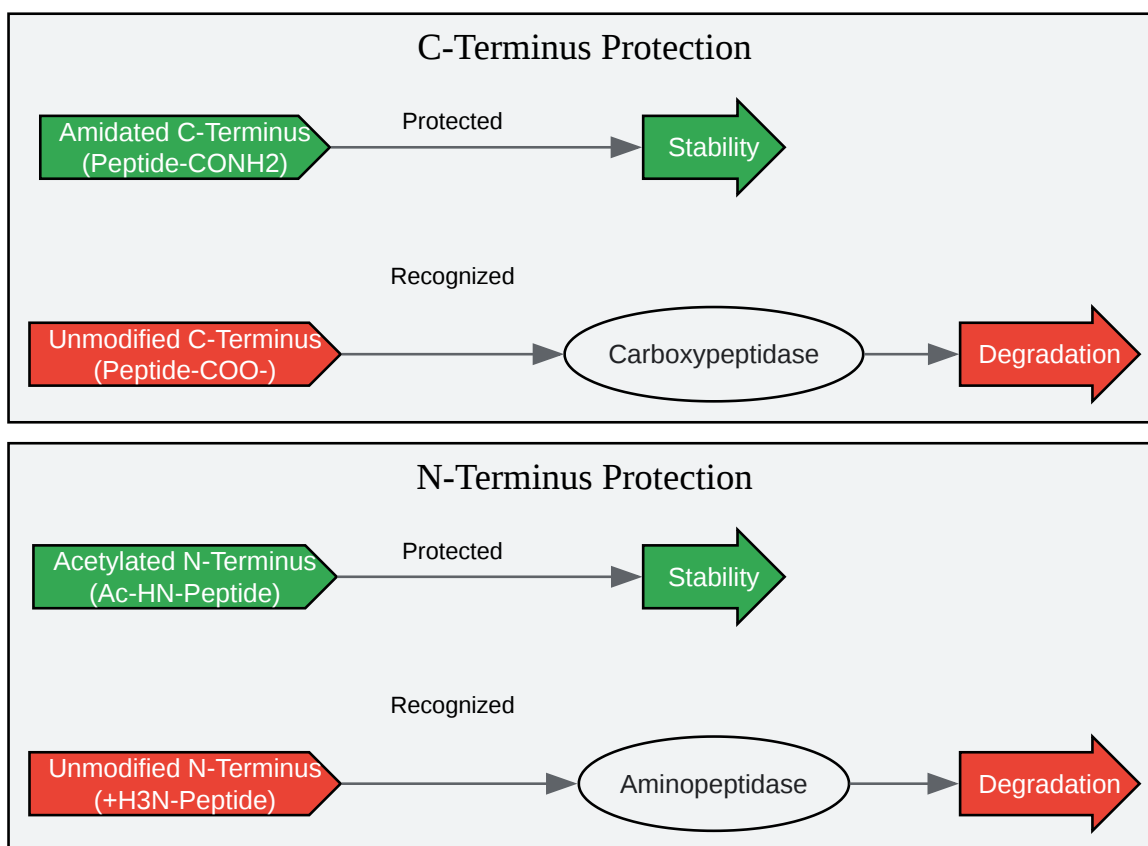 C-Terminus Protection
Amidated C-Terminus
(Peptide-CONH2)
Protected
Stability
Recognized
Unmodified C-Terminus
(Peptide-COO-)
Carboxypeptidase
Degradation
N-Terminus Protection
Acetylated N-Terminus
(Ac-HN-Peptide)
Protected
Stability
Recognized
Unmodified N-Terminus
(+H3N-Peptide)
Aminopeptidase
Degradation